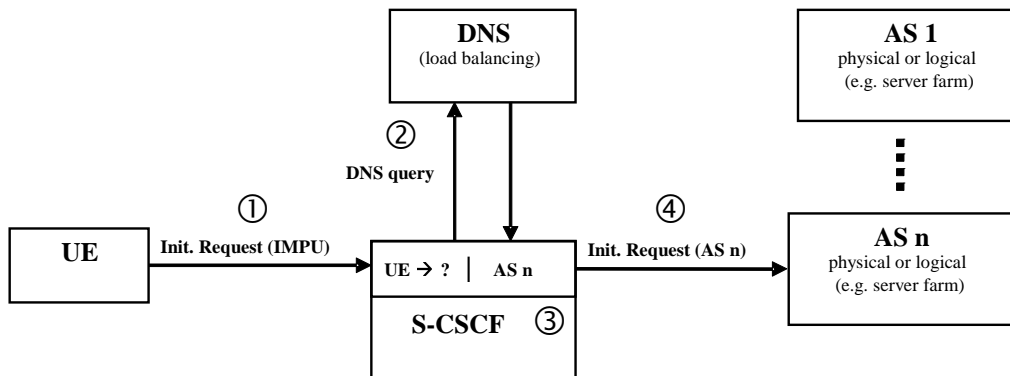 DNS
(load balancing)
AS 1
physical or logical
(e.g. server farm)
②
DNS query
①
④
UE
Init. Request (IMPU)
UE → ? | AS n
Init. Request (AS n)
AS n
physical or logical
(e.g. server farm)
S-CSCF
③